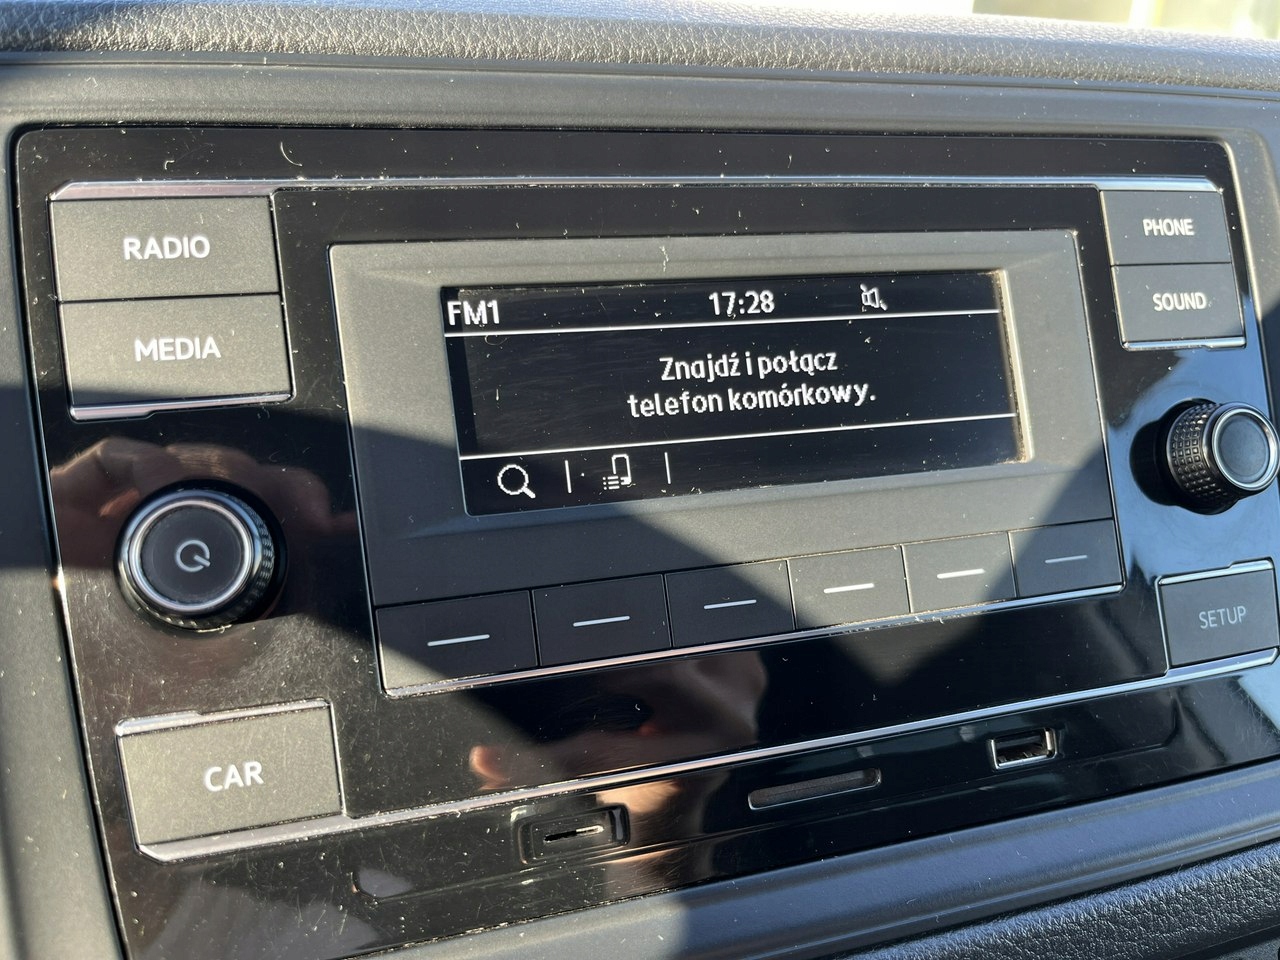 RADIO
MEDIA
FM1 17:28
Znajdź i połącz
telefon komórkowy.
PHONE
SOUND
SETUP
CAR